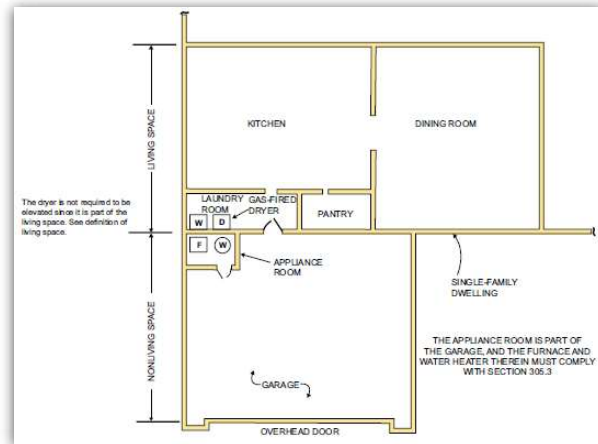 KITCHEN
DINING ROOM
LIVING SPACE
The dryer is not required to be
elevated since it is part of the
living space. See definition of
living space.
LAUNDRY
ROOM
GAS-FIRED
DRYER
W
D
PANTRY
F
W
APPLIANCE
ROOM
SINGLE-FAMILY
DWELLING
NONLIVING SPACE
THE APPLIANCE ROOM IS PART OF
THE GARAGE, AND THE FURNACE AND
WATER HEATER THEREIN MUST COMPLY
WITH SECTION 305.3
GARAGE
OVERHEAD DOOR